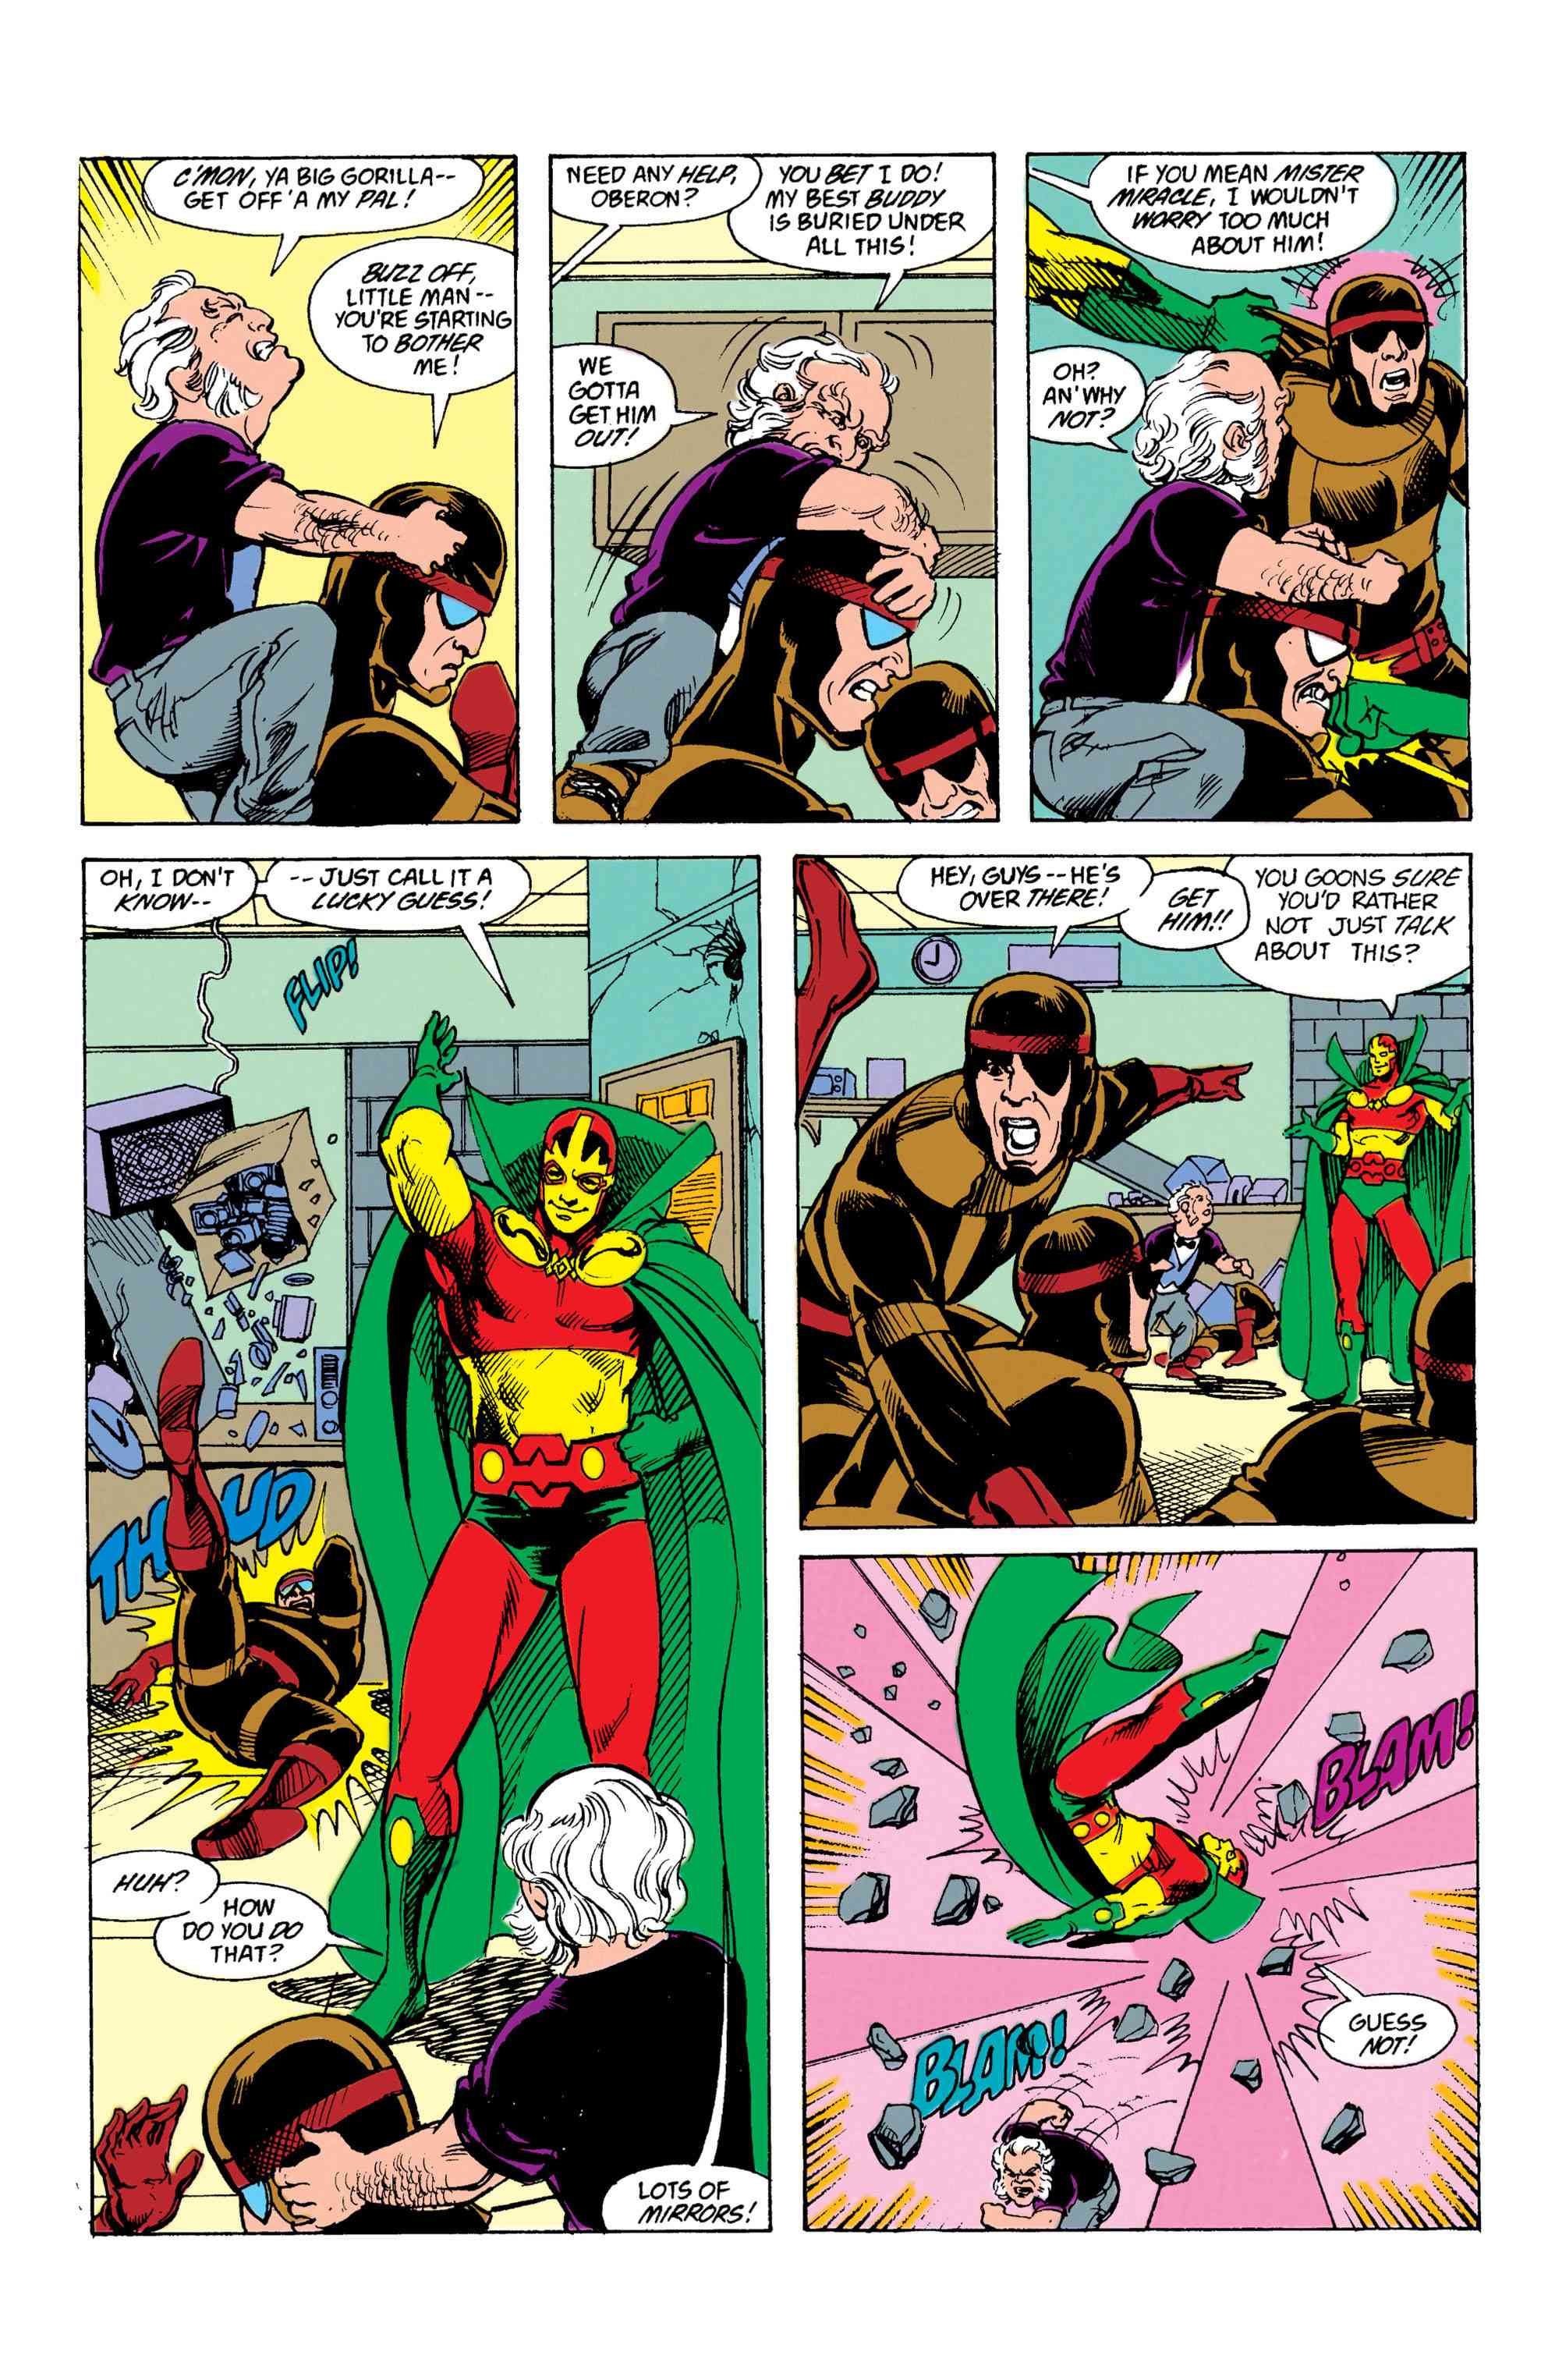 C'MON, YA BIG GORILLA--
GET OFF 'A MY PAL!
BUZZ OFF,
LITTLE MAN--
YOU'RE STARTING
TO BOTHER
ME!
NEED ANY HELP,
OBERON?
YOU BET I DO!
MY BEST BUDDY
IS BURIED UNDER
ALL THIS!
WE
GOTTA
GET HIM
OUT!
IF YOU MEAN MISTER
MIRACLE, I WOULDN'T
WORRY TOO MUCH
ABOUT HIM!
OH?
AN' WHY
NOT?
OH, I DON'T
KNOW--
-- JUST CALL IT A
LUCKY GUESS!
FLIP!
THUD
HUH?
HOW
DO YOU DO
THAT?
LOTS OF
MIRRORS!
HEY, GUYS--HE'S
OVER THERE!
GET
HIM!!
YOU GOONS SURE
YOU'D RATHER
NOT JUST TALK
ABOUT THIS?
BLAM!
BLAM!
GUESS
NOT!